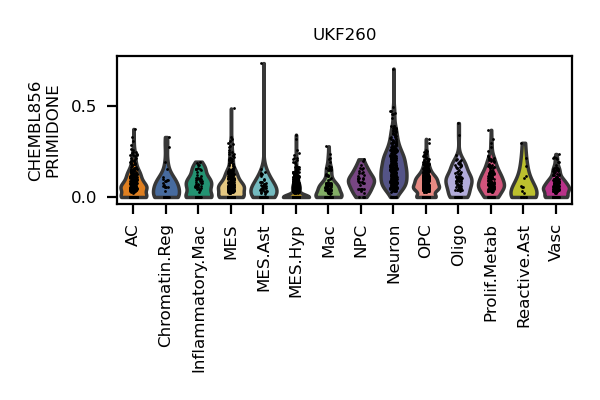 UKF260
CHEMBL856
PRIMIDONE
0.5
0.0
AC
Chromatin.Reg
Inflammatory.Mac
MES
MES.Ast
MES.Hyp
Mac
NPC
Neuron
OPC
Oligo
Prolif.Metab
Reactive.Ast
Vasc